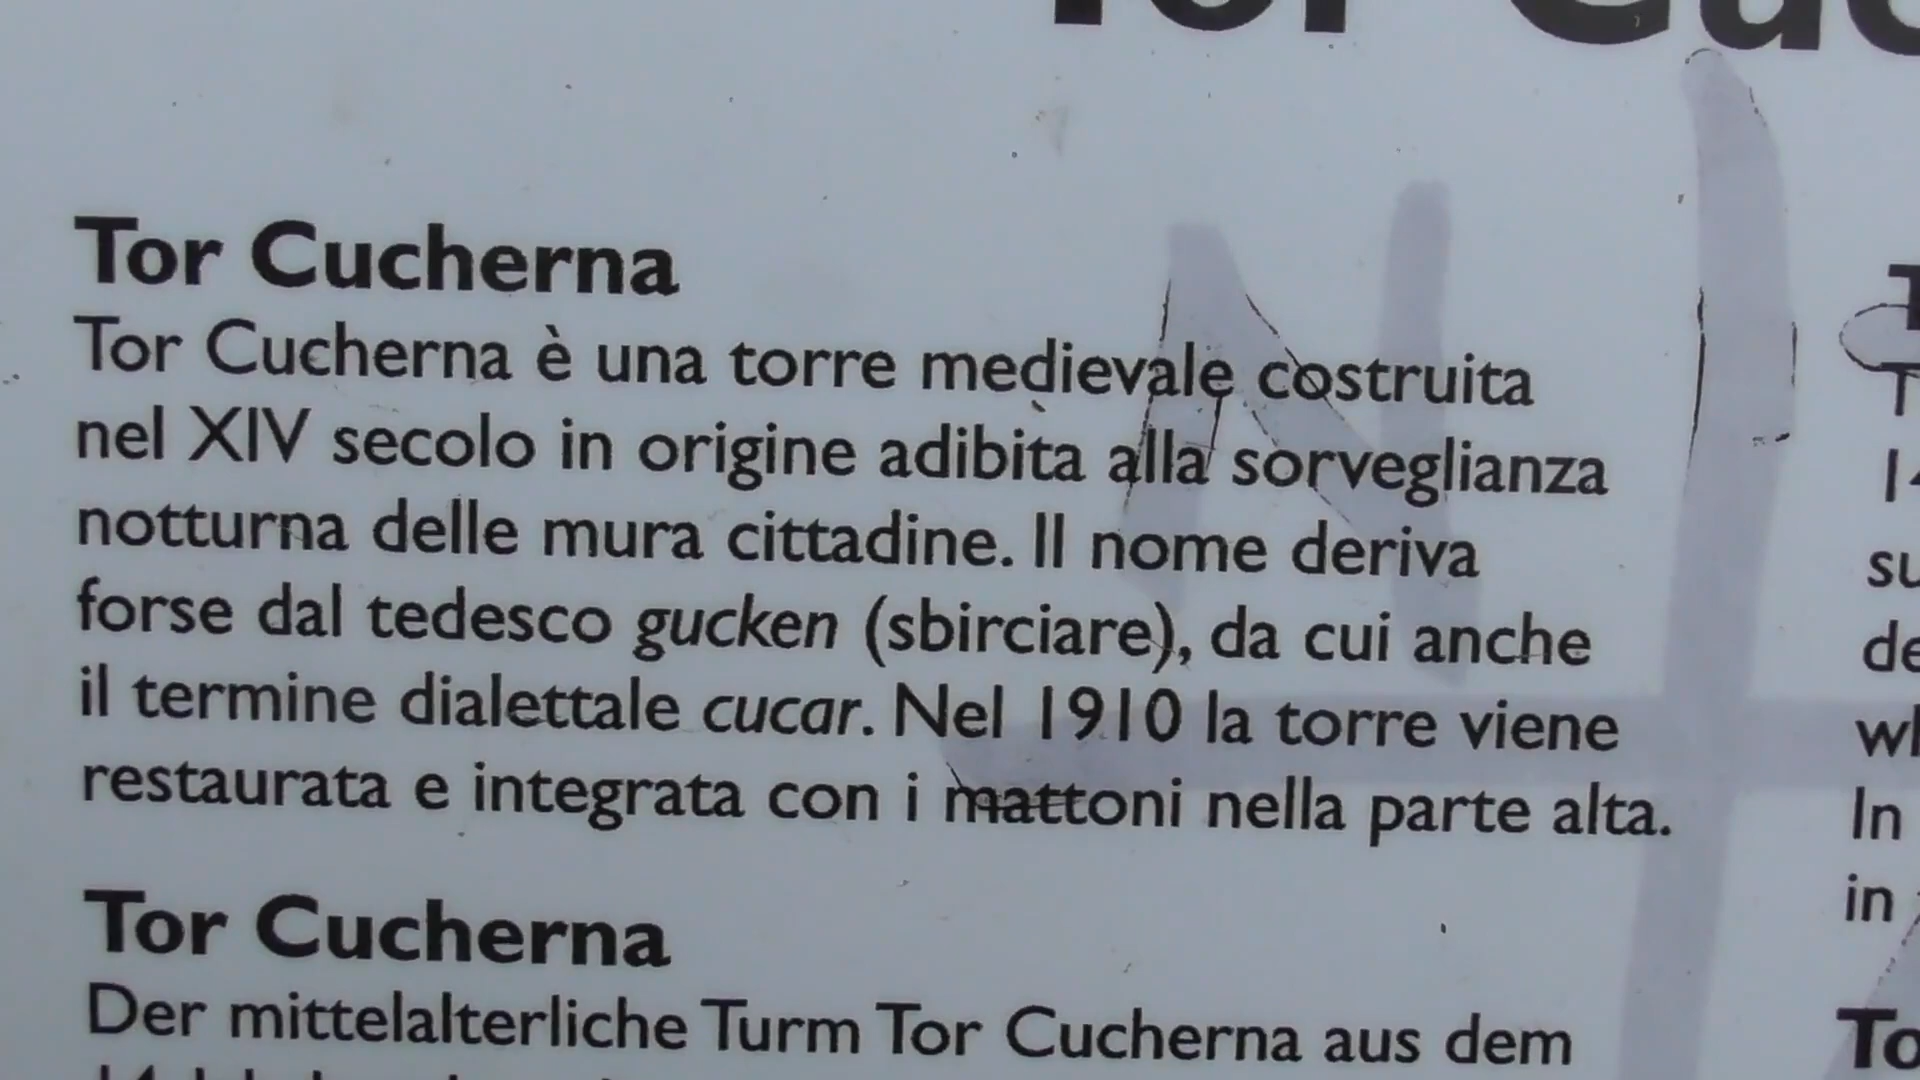 Tor Cucherna
Tor Cucherna è una torre medievale costruita
nel XIV secolo in origine adibita alla sorveglianza
notturna delle mura cittadine. Il nome deriva
forse dal tedesco gucken (sbirciare), da cui anche
il termine dialettale cucar. Nel 1910 la torre viene
restaurata e integrata con i mattoni nella parte alta.
Tor Cucherna
Der mittelalterliche Turm Tor Cucherna aus dem
In
in